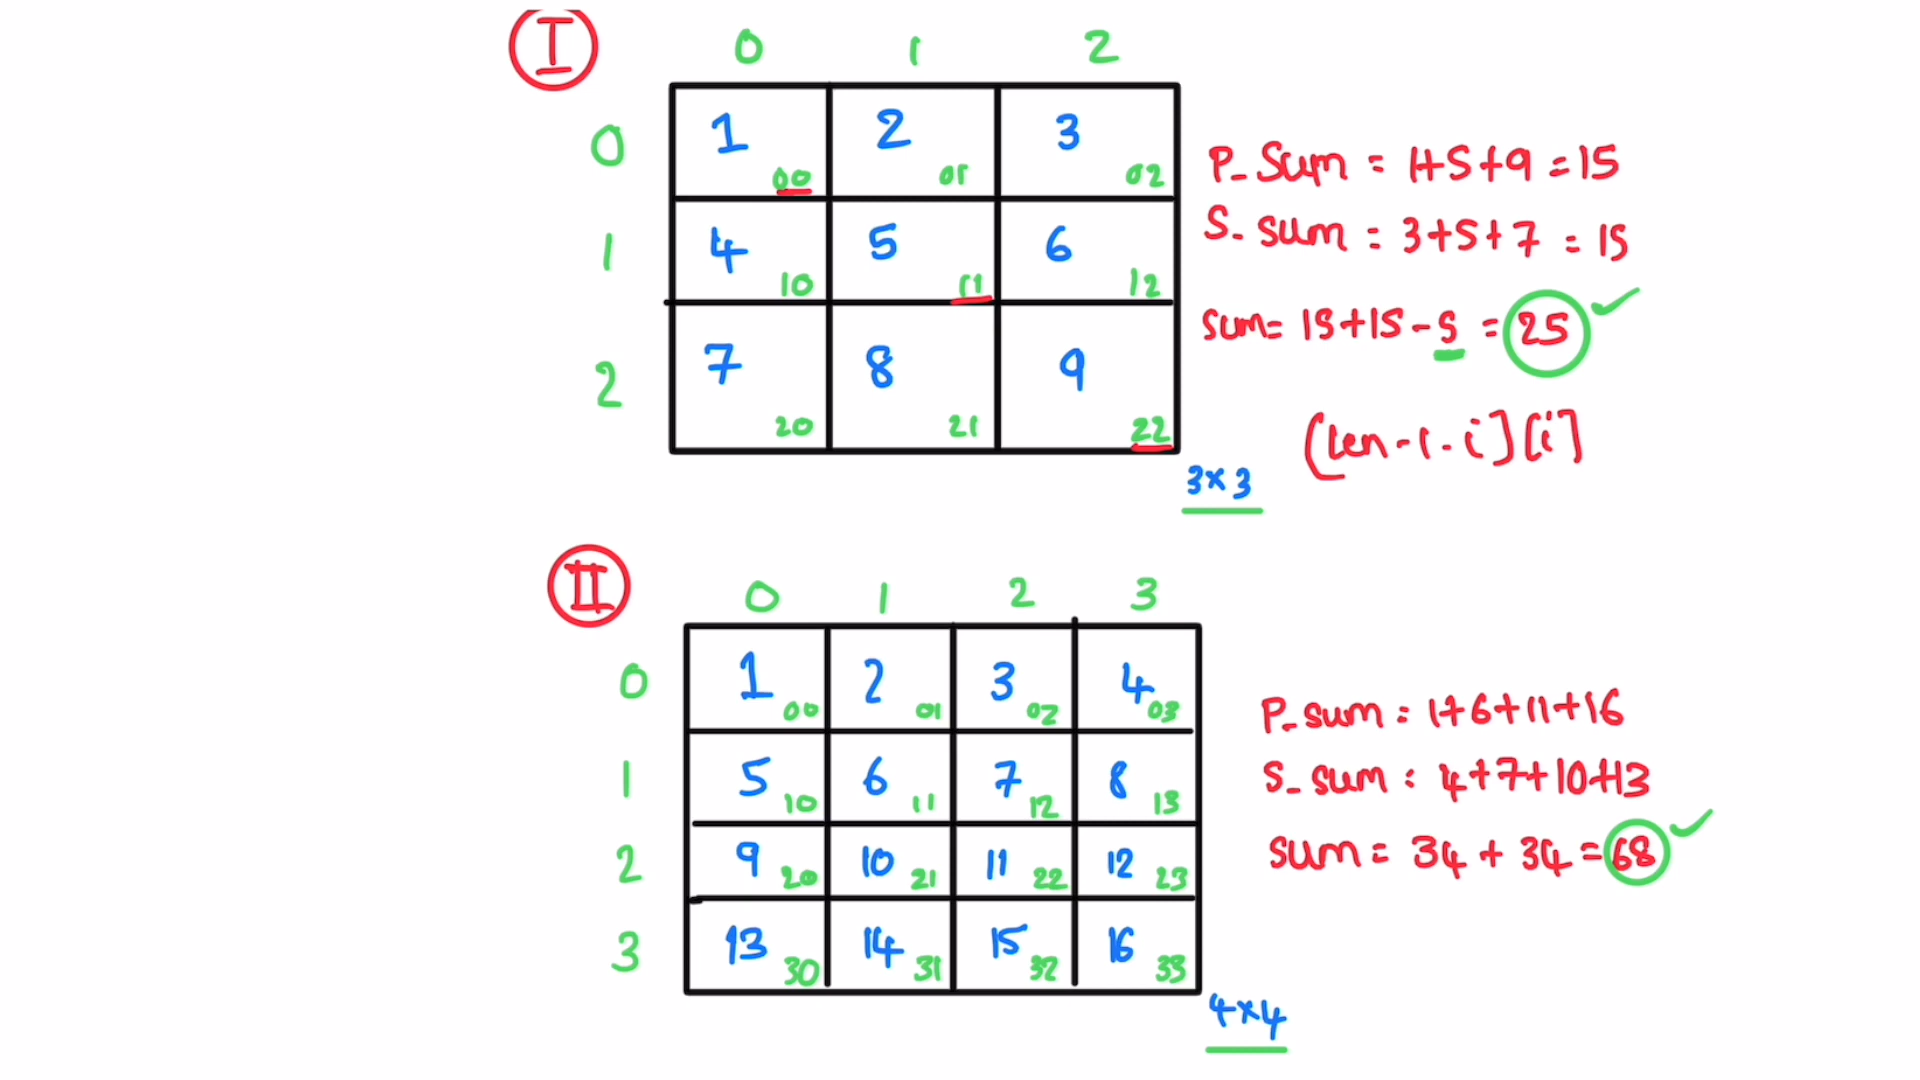 I
0 1 2
0 1 00 2 01 3 02
1 4 10 5 11 6 12
2 7 20 8 21 9 22
3×3
P_Sum = 1+5+9 = 15
S_sum = 3+5+7 = 15
sum= 15+15-5 = 25 ✓
[len-1-i][i]
II
0 1 2 3
0 1 00 2 01 3 02 4 03
1 5 10 6 11 7 12 8 13
2 9 20 10 21 11 22 12 23
3 13 30 14 31 15 32 16 33
4×4
P_sum = 1+6+11+16
S_sum = 4+7+10+13
sum = 34 + 34 = 68 ✓